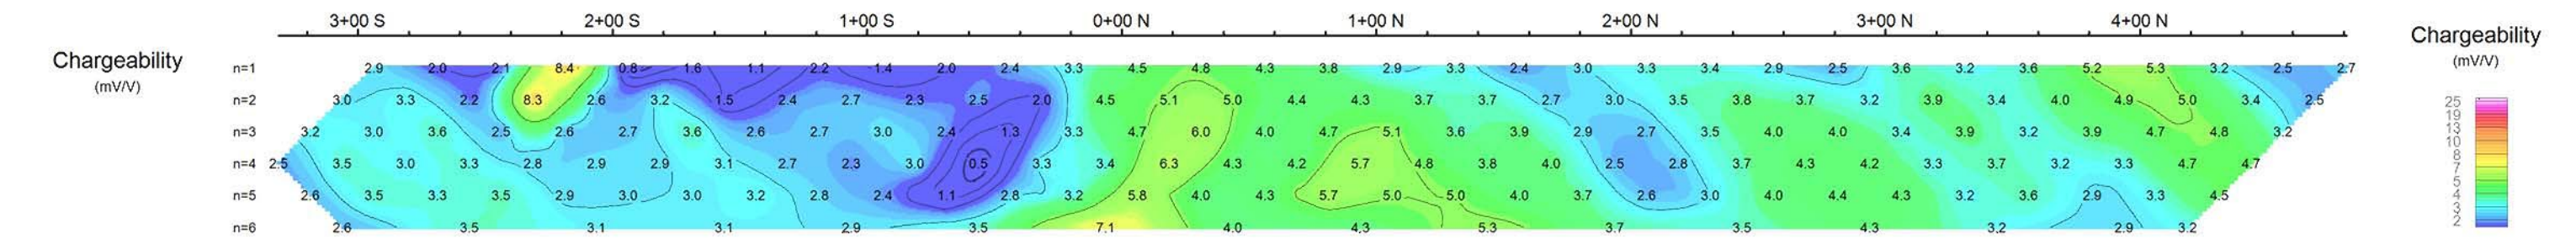 3+00 S 2+00 S 1+00 S 0+00 N 1+00 N 2+00 N 3+00 N 4+00 N
Chargeability
(mV/V)
n=1 2.9 2.0 2.1 8.4 0.8 1.6 1.1 2.2 1.4 2.0 2.4 3.3 4.5 4.8 4.3 3.8 2.9 3.3 2.4 3.0 3.3 3.4 2.9 2.5 3.6 3.2 3.6 5.2 5.3 3.2 2.5 2.7
n=2 3.0 3.3 2.2 8.3 2.6 3.2 1.5 2.4 2.7 2.3 2.5 2.0 4.5 5.1 5.0 4.4 4.3 3.7 3.7 2.7 3.0 3.5 3.8 3.7 3.2 3.9 3.4 4.0 4.9 5.0 3.4 2.5
n=3 3.2 3.0 3.6 2.5 2.6 2.7 3.6 2.6 2.7 3.0 2.4 1.3 3.3 4.7 6.0 4.0 4.7 5.1 3.6 3.9 2.9 2.7 3.5 4.0 4.0 3.4 3.9 3.2 3.9 4.7 4.8 3.2
n=4 2.5 3.5 3.0 3.3 2.8 2.9 2.9 3.1 2.7 2.3 3.0 0.5 3.3 3.4 6.3 4.3 4.2 5.7 4.8 3.8 4.0 2.5 2.8 3.7 4.3 4.2 3.3 3.7 3.2 3.3 4.7 4.7
n=5 2.6 3.5 3.3 3.5 2.9 3.0 3.0 3.2 2.8 2.4 1.1 2.8 3.2 5.8 4.0 4.3 5.7 5.0 5.0 4.0 3.7 2.6 3.0 4.0 4.4 4.3 3.2 3.6 2.9 3.3 4.5
n=6 2.6 3.5 3.1 3.1 2.9 3.5 7.1 4.0 4.3 5.3 3.7 3.5 4.3 3.2 2.9 3.2
Chargeability
(mV/V)
25
19
13
10
8
7
5
4
3
2